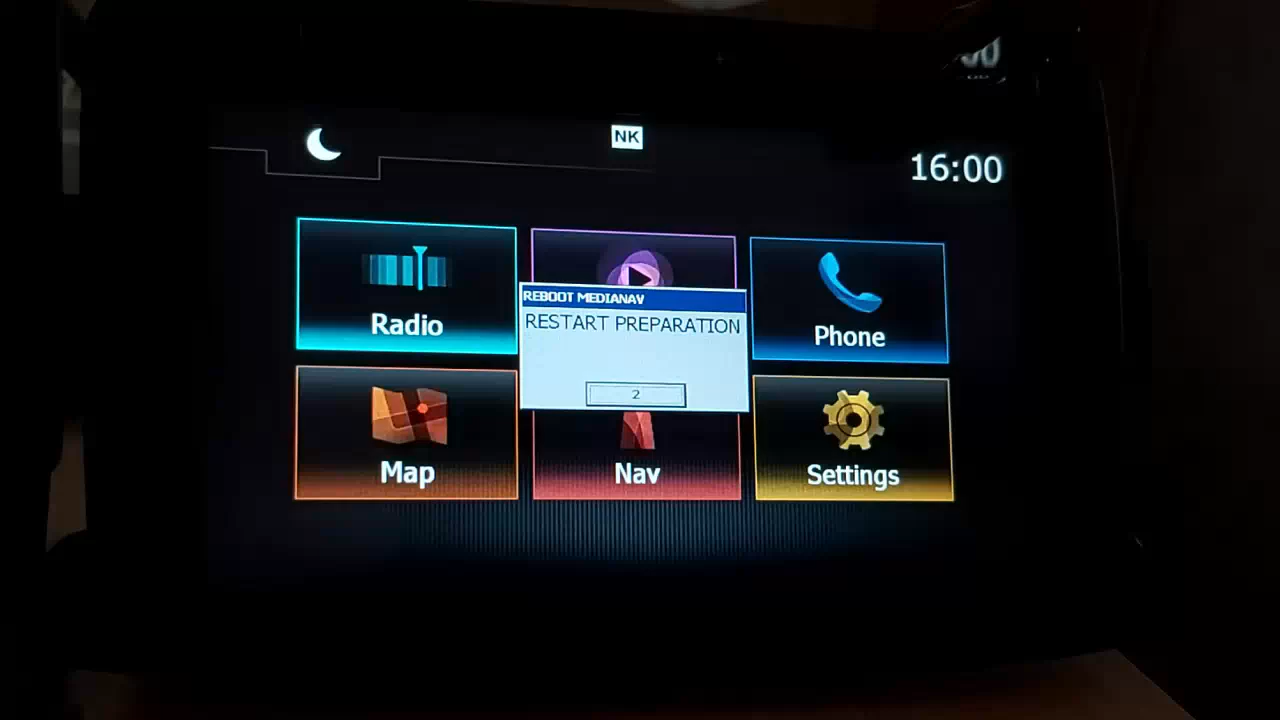 NK
16:00
Radio
REBOOT MEDIANAV
RESTART PREPARATION
2
Phone
Map
Nav
Settings